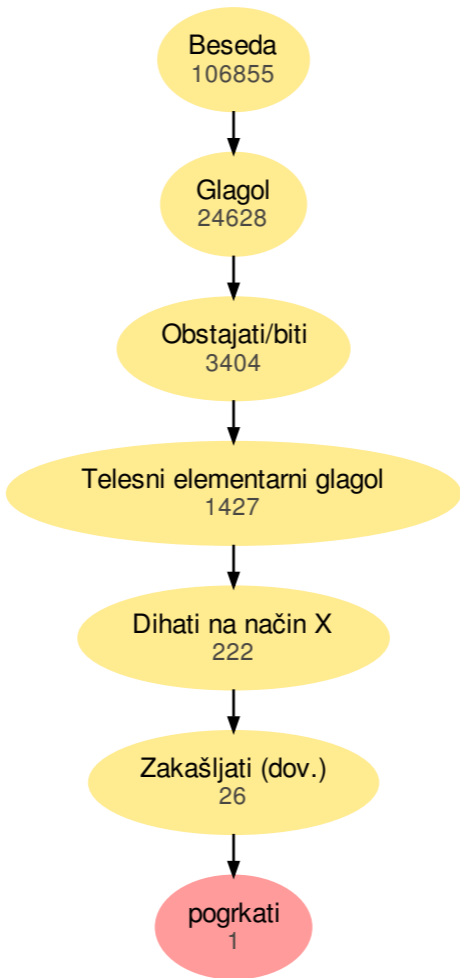 Beseda
106855
Glagol
24628
Obstajati/biti
3404
Telesni elementarni glagol
1427
Dihati na način X
222
Zakašljati (dov.)
26
pogrkati
1